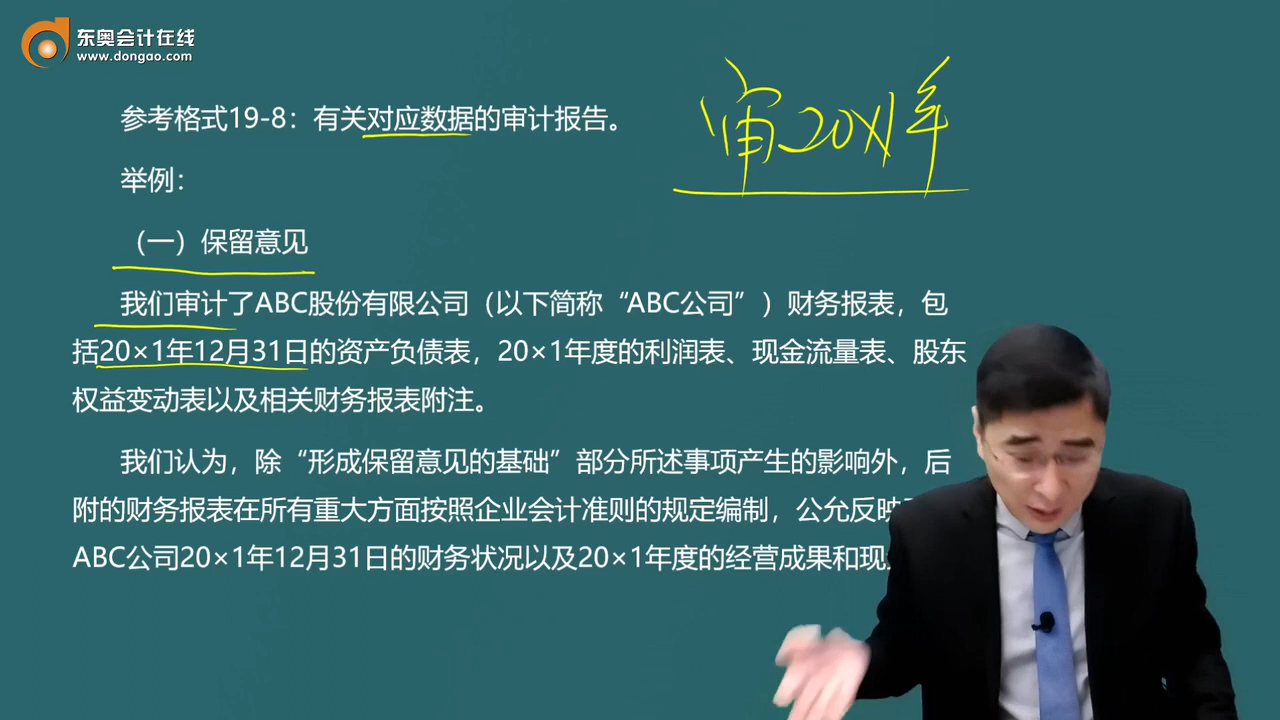 东奥会计在线
www.dongao.com
审20×1年
参考格式19-8：有关对应数据的审计报告。
举例：
（一）保留意见
我们审计了ABC股份有限公司（以下简称“ABC公司”）财务报表，包
括20×1年12月31日的资产负债表，20×1年度的利润表、现金流量表、股东
权益变动表以及相关财务报表附注。
我们认为，除“形成保留意见的基础”部分所述事项产生的影响外，后
附的财务报表在所有重大方面按照企业会计准则的规定编制，公允反映
ABC公司20×1年12月31日的财务状况以及20×1年度的经营成果和现